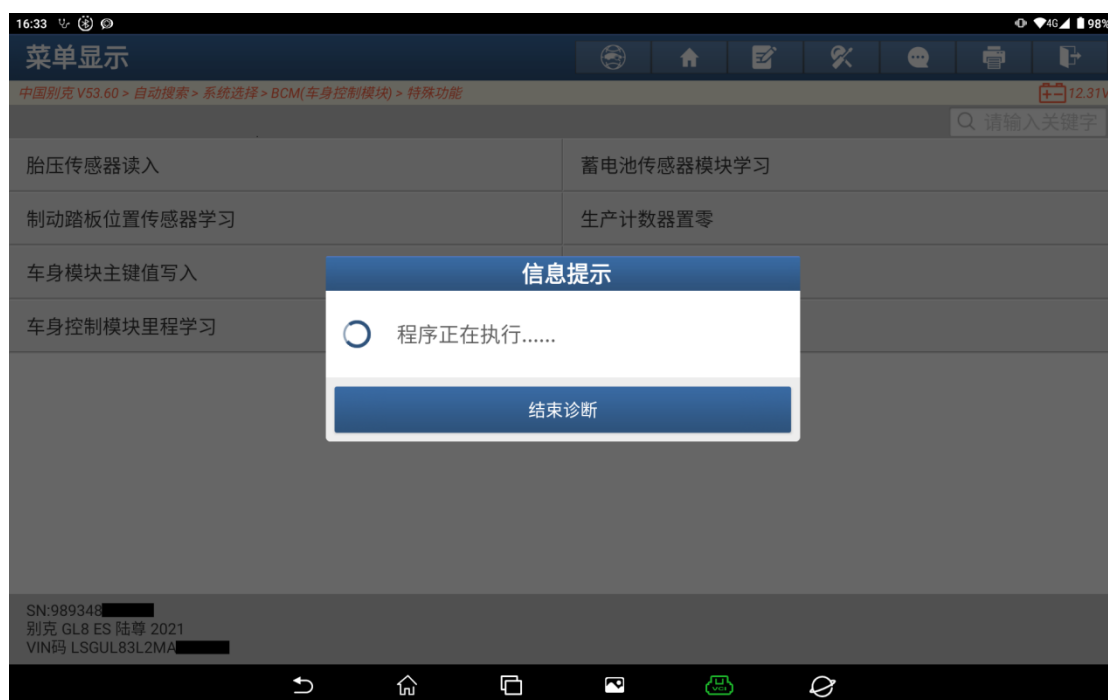 16:33
4G 98%
菜单显示
中国别克 V53.60 > 自动搜索 > 系统选择 > BCM(车身控制模块) > 特殊功能
12.31V
请输入关键字
胎压传感器读入
蓄电池传感器模块学习
制动踏板位置传感器学习
生产计数器置零
车身模块主键值写入
信息提示
车身控制模块里程学习
程序正在执行......
结束诊断
SN:989348
别克 GL8 ES 陆尊 2021
VIN码 LSGUL83L2MA
VCI